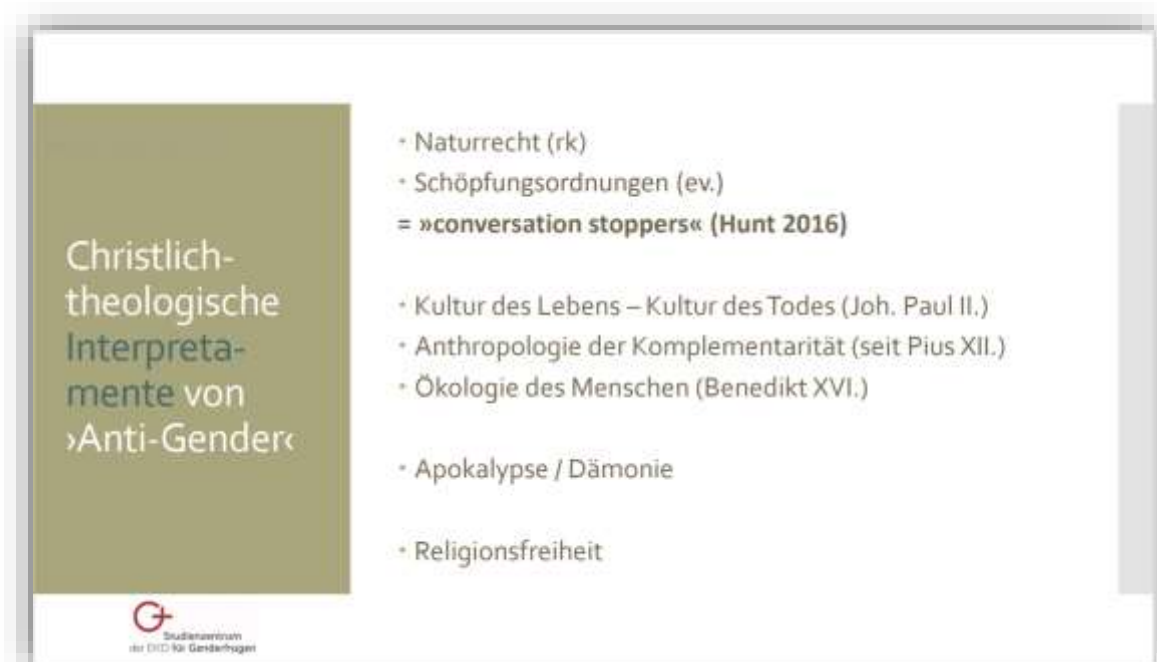 Christlich-
theologische
Interpreta-
mente von
›Anti-Gender‹
• Naturrecht (rk)
• Schöpfungsordnungen (ev.)
= »conversation stoppers« (Hunt 2016)
• Kultur des Lebens – Kultur des Todes (Joh. Paul II.)
• Anthropologie der Komplementarität (seit Pius XII.)
• Ökologie des Menschen (Benedikt XVI.)
• Apokalypse / Dämonie
• Religionsfreiheit
Studienzentrum
der EKD für Genderfragen